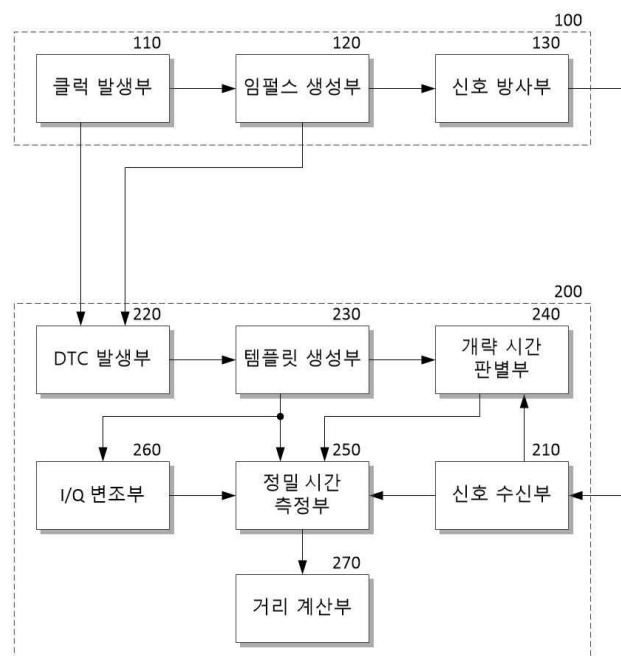 100
110
120
130
클럭 발생부
임펄스 생성부
신호 방사부
200
220
230
240
DTC 발생부
템플릿 생성부
개략 시간
판별부
260
250
210
I/Q 변조부
정밀 시간
측정부
신호 수신부
270
거리 계산부